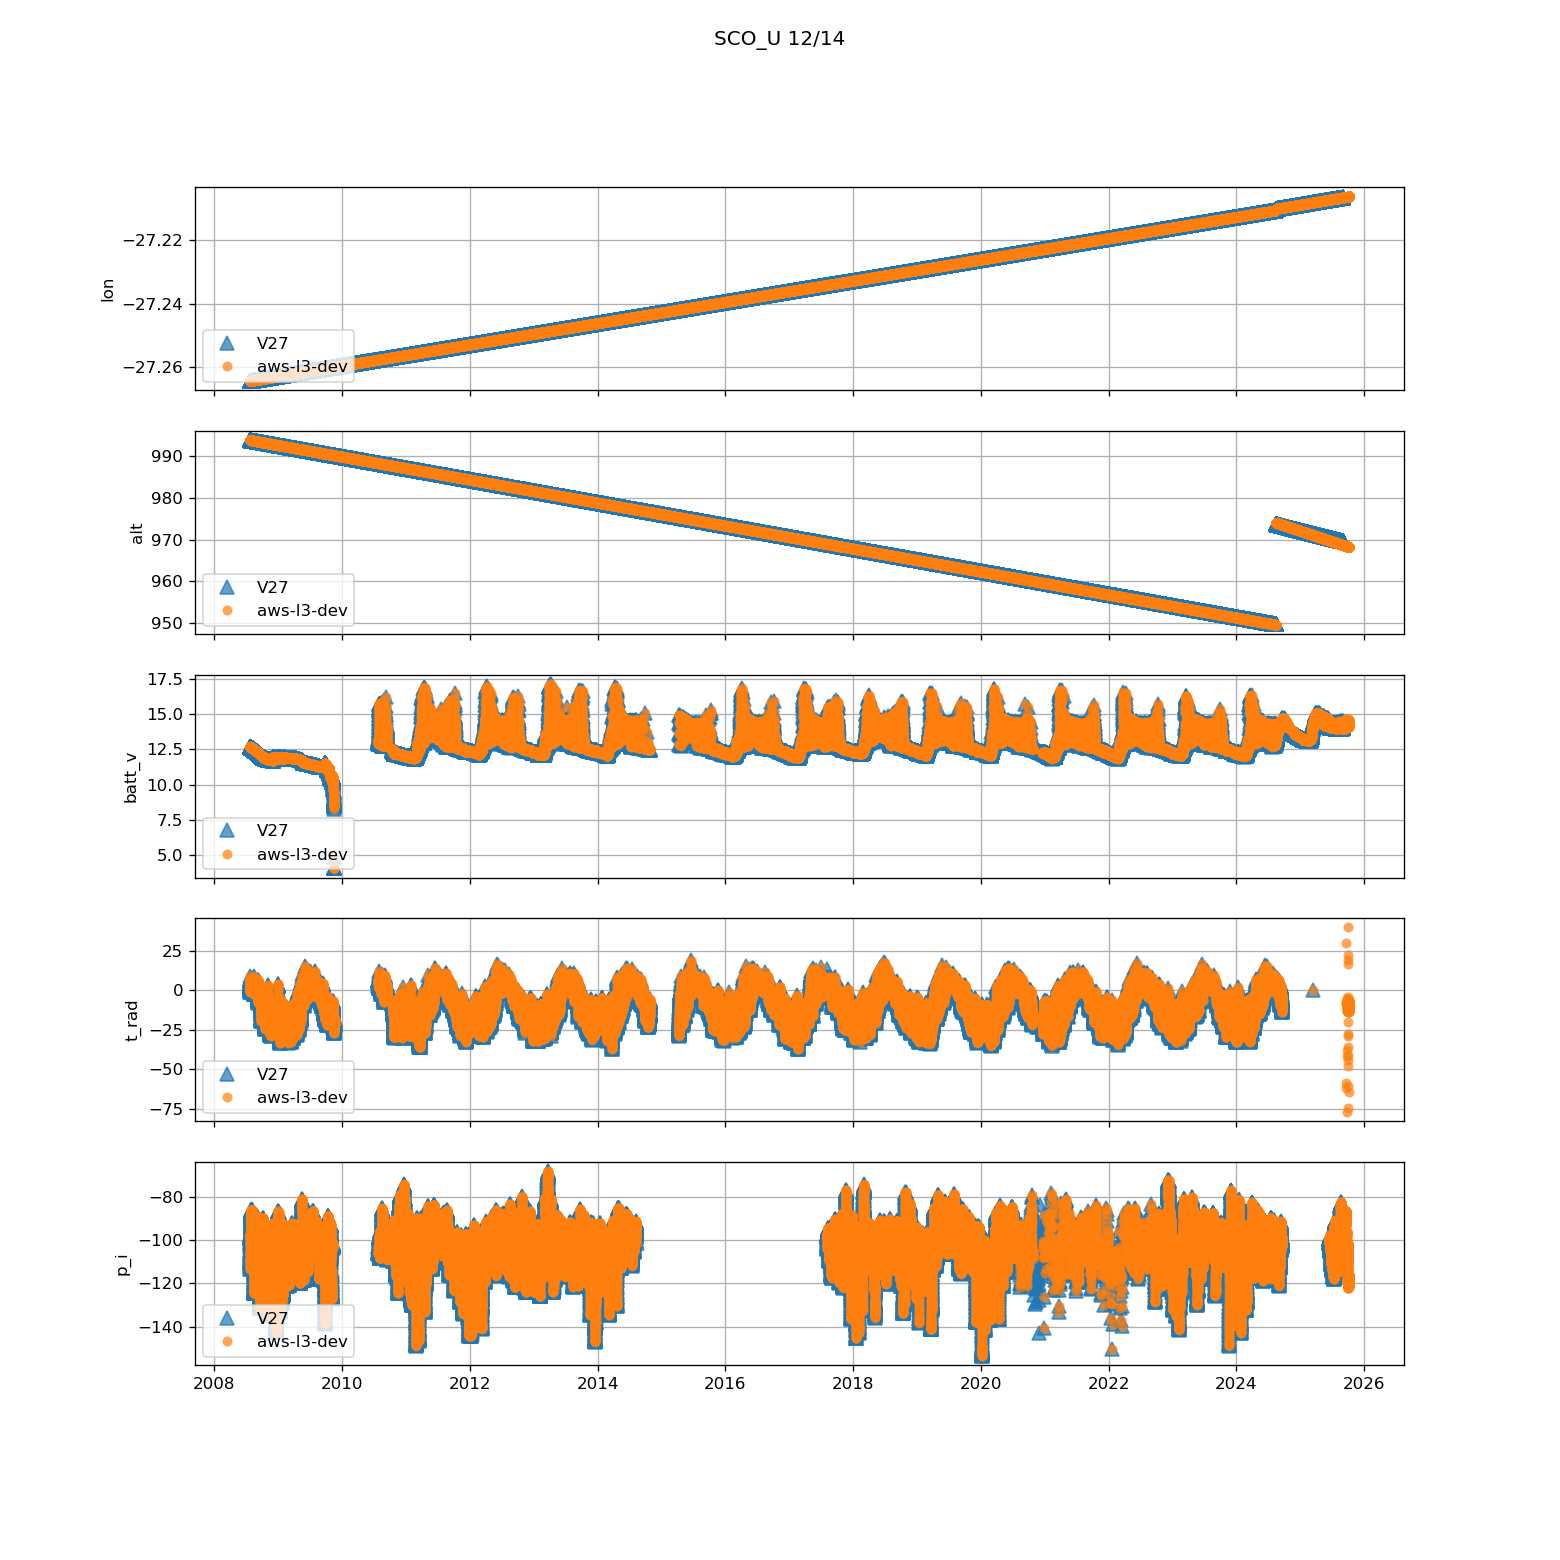 SCO_U 12/14
lon
−27.22
−27.24
−27.26
V27
aws-l3-dev
alt
990
980
970
960
950
V27
aws-l3-dev
batt_v
17.5
15.0
12.5
10.0
7.5
5.0
V27
aws-l3-dev
t_rad
25
0
−25
−50
−75
V27
aws-l3-dev
p_i
−80
−100
−120
−140
V27
aws-l3-dev
2008 2010 2012 2014 2016 2018 2020 2022 2024 2026